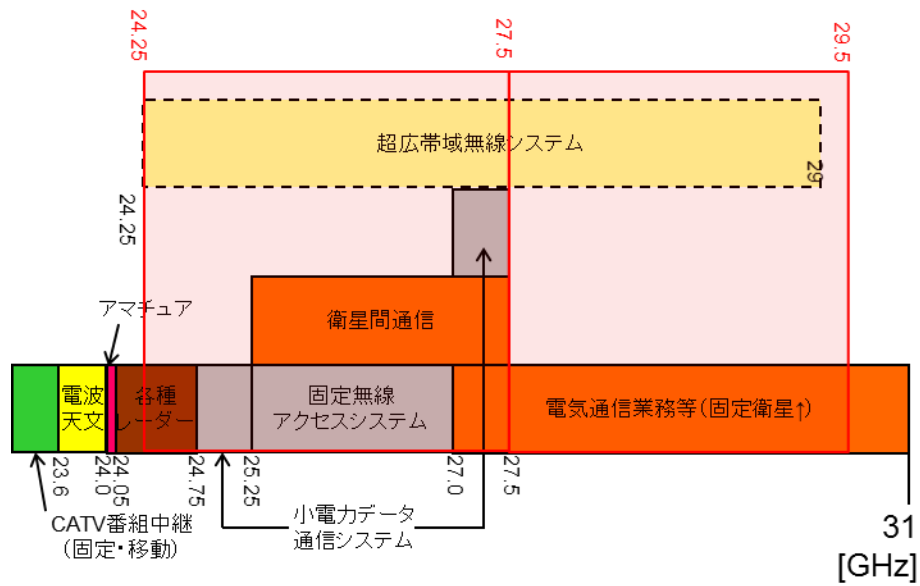 24.25
27.5
29.5
超広帯域無線システム
29
24.25
アマチュア
衛星間通信
電波
天文
各種
レーダー
固定無線
アクセスシステム
電気通信業務等(固定衛星↑)
23.6
24.0
24.05
24.75
25.25
27.0
27.5
CATV番組中継
(固定・移動)
小電力データ
通信システム
31
[GHz]